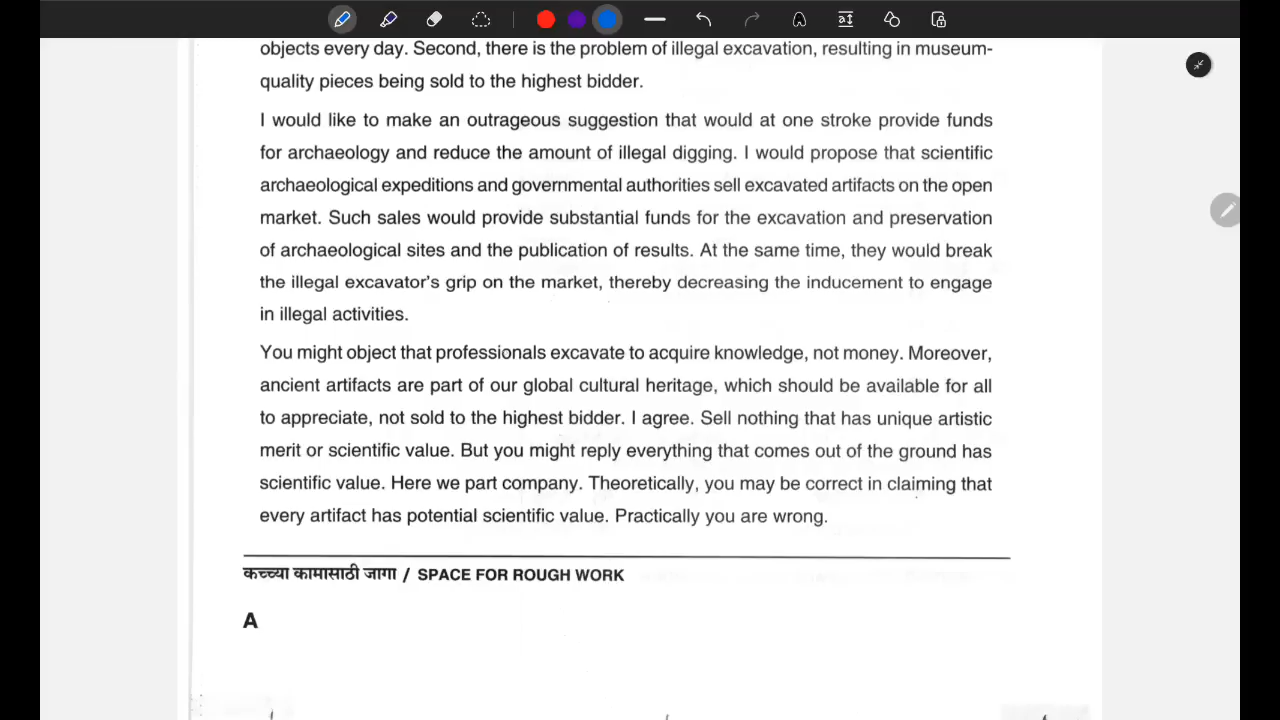 objects every day. Second, there is the problem of illegal excavation, resulting in museum-
quality pieces being sold to the highest bidder.
I would like to make an outrageous suggestion that would at one stroke provide funds
for archaeology and reduce the amount of illegal digging. I would propose that scientific
archaeological expeditions and governmental authorities sell excavated artifacts on the open
market. Such sales would provide substantial funds for the excavation and preservation
of archaeological sites and the publication of results. At the same time, they would break
the illegal excavator's grip on the market, thereby decreasing the inducement to engage
in illegal activities.
You might object that professionals excavate to acquire knowledge, not money. Moreover,
ancient artifacts are part of our global cultural heritage, which should be available for all
to appreciate, not sold to the highest bidder. I agree. Sell nothing that has unique artistic
merit or scientific value. But you might reply everything that comes out of the ground has
scientific value. Here we part company. Theoretically, you may be correct in claiming that
every artifact has potential scientific value. Practically you are wrong.
कच्च्या कामासाठी जागा / SPACE FOR ROUGH WORK
A